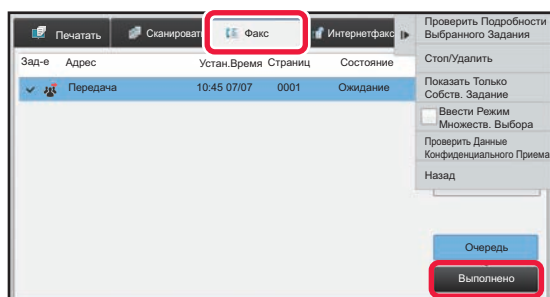 Печатать
Сканироват
Факс
Интернетфакс
Зад-е Адрес Устан.Время Страниц Состояние
Передача 10:45 07/07 0001 Ожидание
Проверить Подробности
Выбранного Задания
Стоп/Удалить
Показать Только
Собств. Задание
Ввести Режим
Множеств. Выбора
Проверить Данные
Конфиденциального Приема
Назад
Очередь
Выполнено